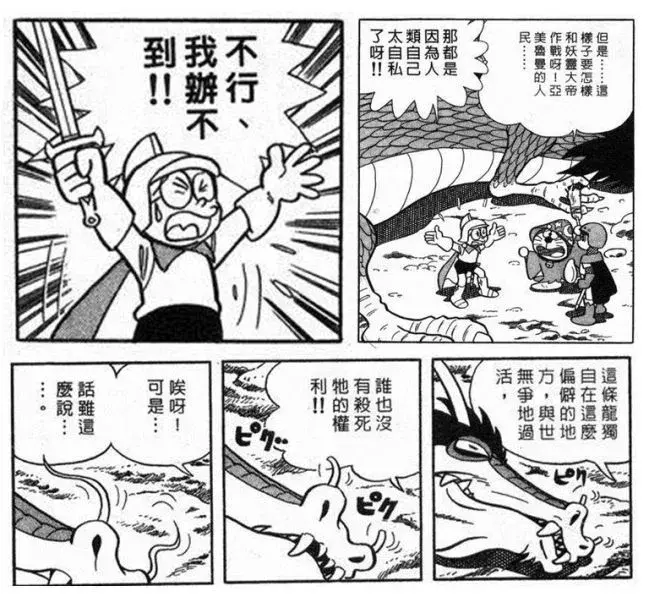 但是……這
樣子要怎樣
和妖靈大帝
作戰呀！亞
美魯曼的人
民……
那都是
因為人
類自己
太自私
了呀!!
不行、
我辦不
到!!
這條龍獨
自在這麼
偏僻的地
方，與世
無爭地過
活，
ピク
誰也沒
有殺死
牠的權
利!!
ピク
ピク
唉呀！
可是…
話雖這
麼說…
…。